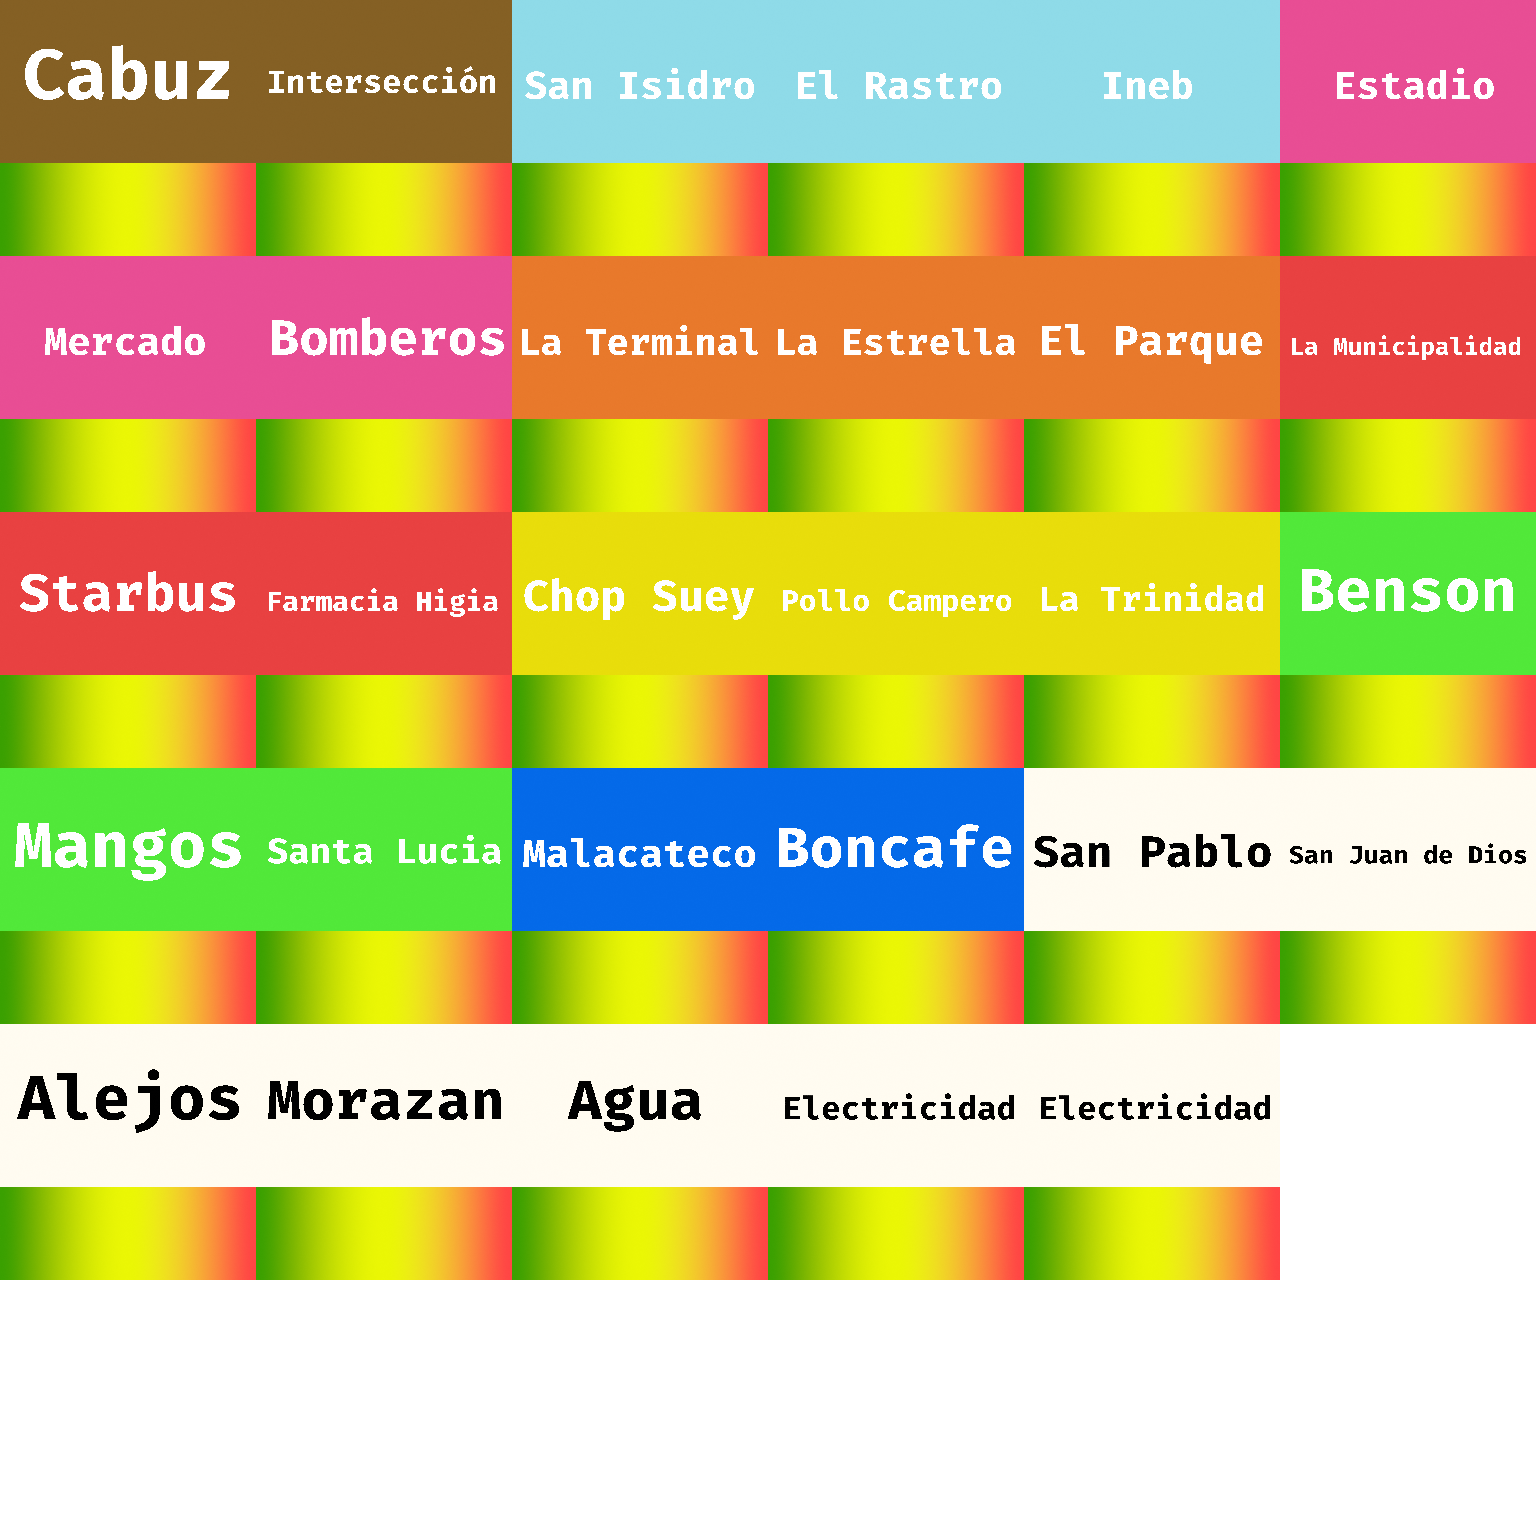 Cabuz
Intersección
San Isidro
El Rastro
Ineb
Estadio
Mercado
Bomberos
La Terminal
La Estrella
El Parque
La Municipalidad
Starbus
Farmacia Higia
Chop Suey
Pollo Campero
La Trinidad
Benson
Mangos
Santa Lucia
Malacateco
Boncafe
San Pablo
San Juan de Dios
Alejos
Morazan
Agua
Electricidad
Electricidad